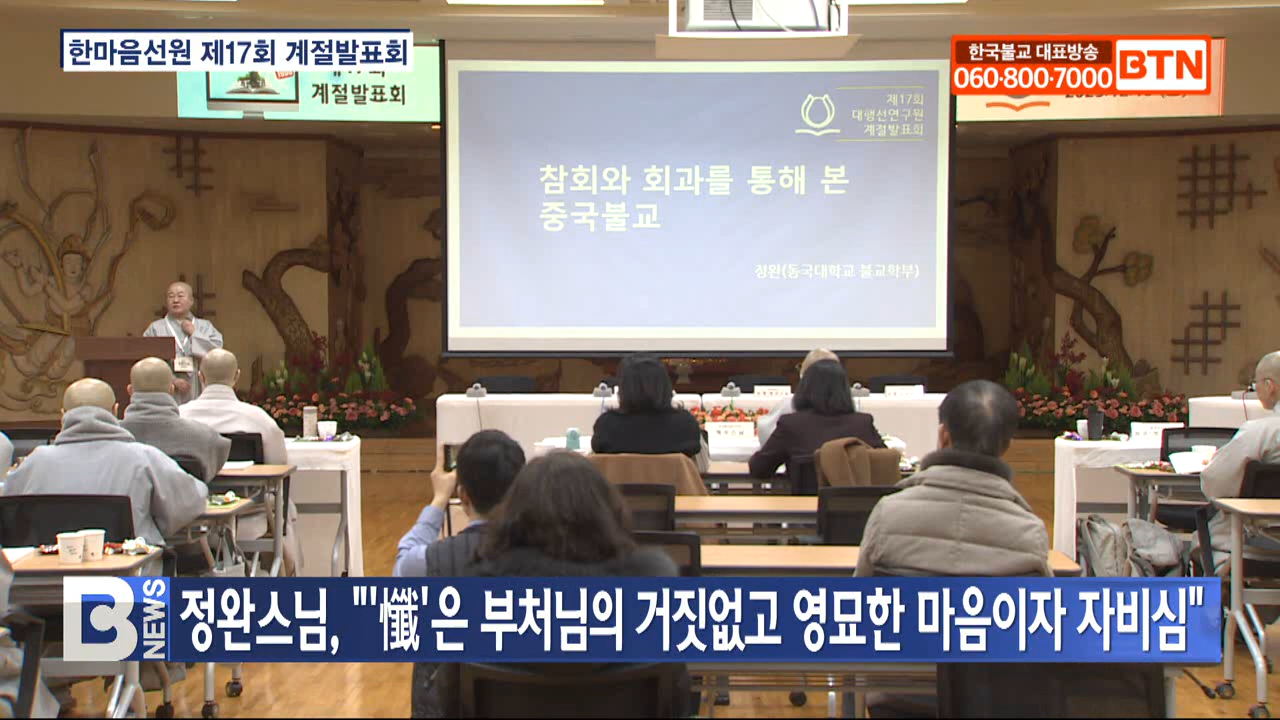 한마음선원 제17회 계절발표회
한국불교 대표방송
060·800·7000
BTN
계절발표회
제17회
대행선연구원
계절발표회
참회와 회과를 통해 본
중국불교
정완(동국대학교 불교학부)
BTN NEWS
정완스님, "'懺'은 부처님의 거짓없고 영묘한 마음이자 자비심"